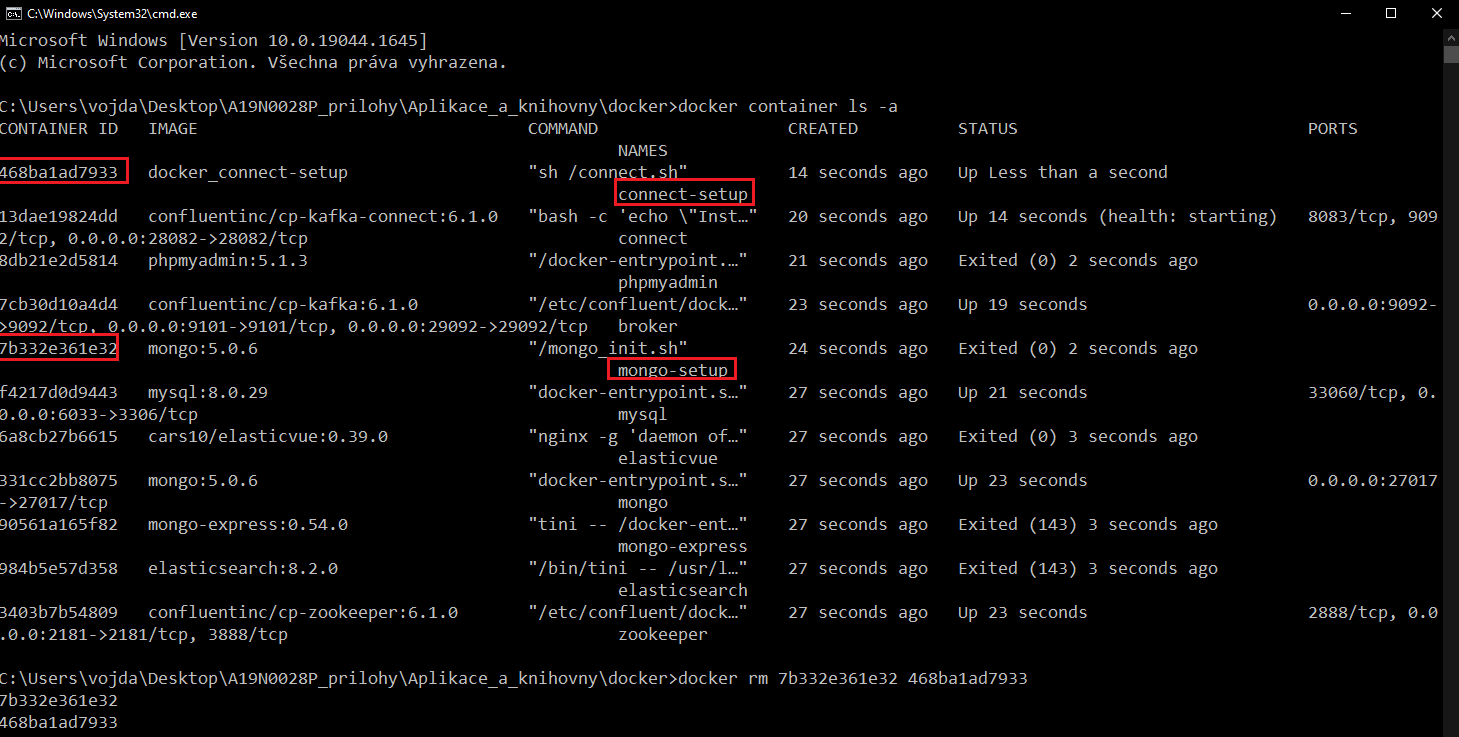 C:\Windows\System32\cmd.exe
Microsoft Windows [Version 10.0.19044.1645]
(c) Microsoft Corporation. Všechna práva vyhrazena.
C:\Users\vojda\Desktop\A19N0028P_prilohy\Aplikace_a_knihovny\docker>docker container ls -a
CONTAINER ID   IMAGE                                 COMMAND                   CREATED          STATUS                             PORTS
NAMES
468ba1ad7933   docker_connect-setup                  "sh /connect.sh"          14 seconds ago   Up Less than a second
connect-setup
13dae19824dd   confluentinc/cp-kafka-connect:6.1.0   "bash -c 'echo \"Inst…"   20 seconds ago   Up 14 seconds (health: starting)   8083/tcp, 909
2/tcp, 0.0.0.0:28082->28082/tcp                               connect
8db21e2d5814   phpmyadmin:5.1.3                      "/docker-entrypoint.…"    21 seconds ago   Exited (0) 2 seconds ago
phpmyadmin
7cb30d10a4d4   confluentinc/cp-kafka:6.1.0           "/etc/confluent/dock…"    23 seconds ago   Up 19 seconds                      0.0.0.0:9092-
>9092/tcp, 0.0.0.0:9101->9101/tcp, 0.0.0.0:29092->29092/tcp   broker
7b332e361e32   mongo:5.0.6                           "/mongo_init.sh"          24 seconds ago   Exited (0) 2 seconds ago
mongo-setup
f4217d0d9443   mysql:8.0.29                          "docker-entrypoint.s…"    27 seconds ago   Up 21 seconds                      33060/tcp, 0.
0.0.0:6033->3306/tcp                                          mysql
6a8cb27b6615   cars10/elasticvue:0.39.0              "nginx -g 'daemon of…"    27 seconds ago   Exited (0) 3 seconds ago
elasticvue
331cc2bb8075   mongo:5.0.6                           "docker-entrypoint.s…"    27 seconds ago   Up 23 seconds                      0.0.0.0:27017
->27017/tcp                                                   mongo
90561a165f82   mongo-express:0.54.0                  "tini -- /docker-ent…"    27 seconds ago   Exited (143) 3 seconds ago
mongo-express
984b5e57d358   elasticsearch:8.2.0                   "/bin/tini -- /usr/l…"    27 seconds ago   Exited (143) 3 seconds ago
elasticsearch
3403b7b54809   confluentinc/cp-zookeeper:6.1.0       "/etc/confluent/dock…"    27 seconds ago   Up 23 seconds                      2888/tcp, 0.0
.0.0:2181->2181/tcp, 3888/tcp                                 zookeeper
C:\Users\vojda\Desktop\A19N0028P_prilohy\Aplikace_a_knihovny\docker>docker rm 7b332e361e32 468ba1ad7933
7b332e361e32
468ba1ad7933